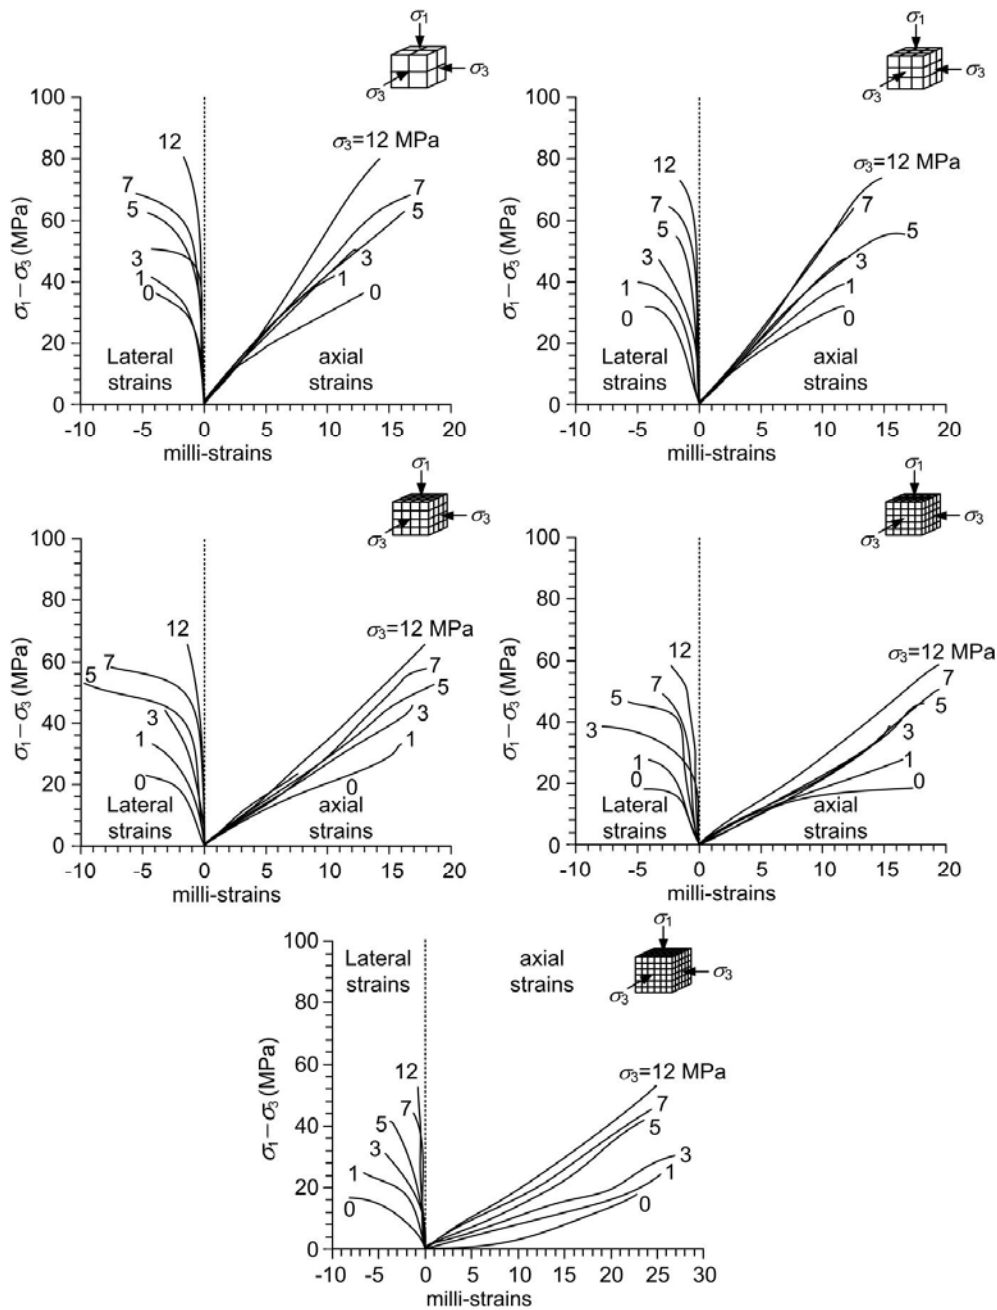 σ₁
σ₃
σ₃
100
80
60
40
20
0
σ₁ – σ₃ (MPa)
12
7
5
3
1
0
σ₃=12 MPa
7
5
3
1
0
Lateral
strains
axial
strains
-10 -5 0 5 10 15 20
milli-strains
σ₁
σ₃
σ₃
100
80
60
40
20
0
σ₁ – σ₃ (MPa)
12
7
5
3
1
0
σ₃=12 MPa
7
5
3
1
0
Lateral
strains
axial
strains
-10 -5 0 5 10 15 20
milli-strains
σ₁
σ₃
σ₃
100
80
60
40
20
0
σ₁ – σ₃ (MPa)
12
7
5
3
1
0
σ₃=12 MPa
7
5
3
1
0
Lateral
strains
axial
strains
-10 -5 0 5 10 15 20
milli-strains
σ₁
σ₃
σ₃
100
80
60
40
20
0
σ₁ – σ₃ (MPa)
12
7
5
3
1
0
σ₃=12 MPa
7
5
3
1
0
Lateral
strains
axial
strains
-10 -5 0 5 10 15 20
milli-strains
σ₁
σ₃
σ₃
Lateral
strains
axial
strains
100
80
60
40
20
0
σ₁ – σ₃ (MPa)
12
7
5
3
1
0
σ₃=12 MPa
7
5
3
1
0
-10 -5 0 5 10 15 20 25 30
milli-strains